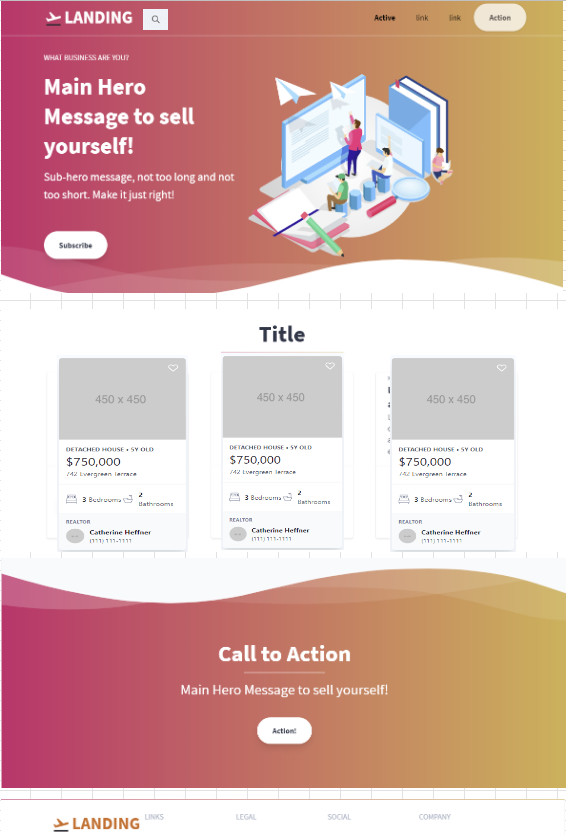 LANDING
Active link link Action
WHAT BUSINESS ARE YOU?
Main Hero
Message to sell
yourself!
Sub-hero message, not too long and not
too short. Make it just right!
Subscribe
Title
450 x 450
DETACHED HOUSE • 5Y OLD
$750,000
742 Evergreen Terrace
3 Bedrooms
2
Bathrooms
REALTOR
Catherine Heffner
(111) 111-1111
450 x 450
DETACHED HOUSE • 5Y OLD
$750,000
742 Evergreen Terrace
3 Bedrooms
2
Bathrooms
REALTOR
Catherine Heffner
(111) 111-1111
450 x 450
DETACHED HOUSE • 5Y OLD
$750,000
742 Evergreen Terrace
3 Bedrooms
2
Bathrooms
REALTOR
Catherine Heffner
(111) 111-1111
Call to Action
Main Hero Message to sell yourself!
Action!
LANDING
LINKS LEGAL SOCIAL COMPANY